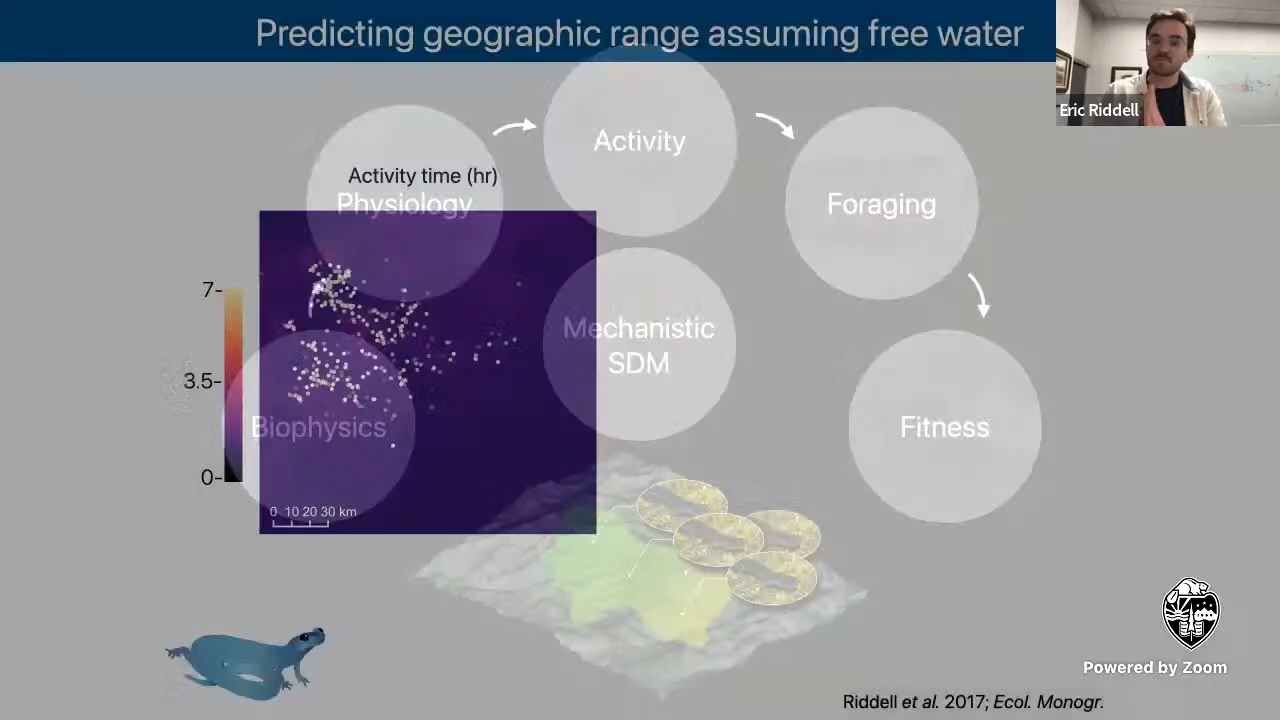 Predicting geographic range assuming free water
Eric Riddell
Activity
Activity time (hr)
Physiology
Foraging
7-
Mechanistic
SDM
3.5-
Biophysics
Fitness
0-
0 10 20 30 km
Powered by Zoom
Riddell et al. 2017; Ecol. Monogr.